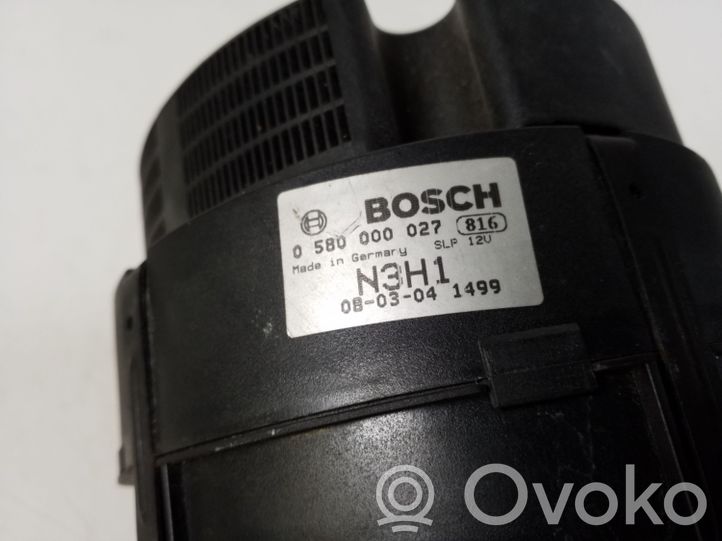 BOSCH
0 580 000 027 816
Made in Germany SLP 12V
N3H1
08-03-04 1499
Ovoko